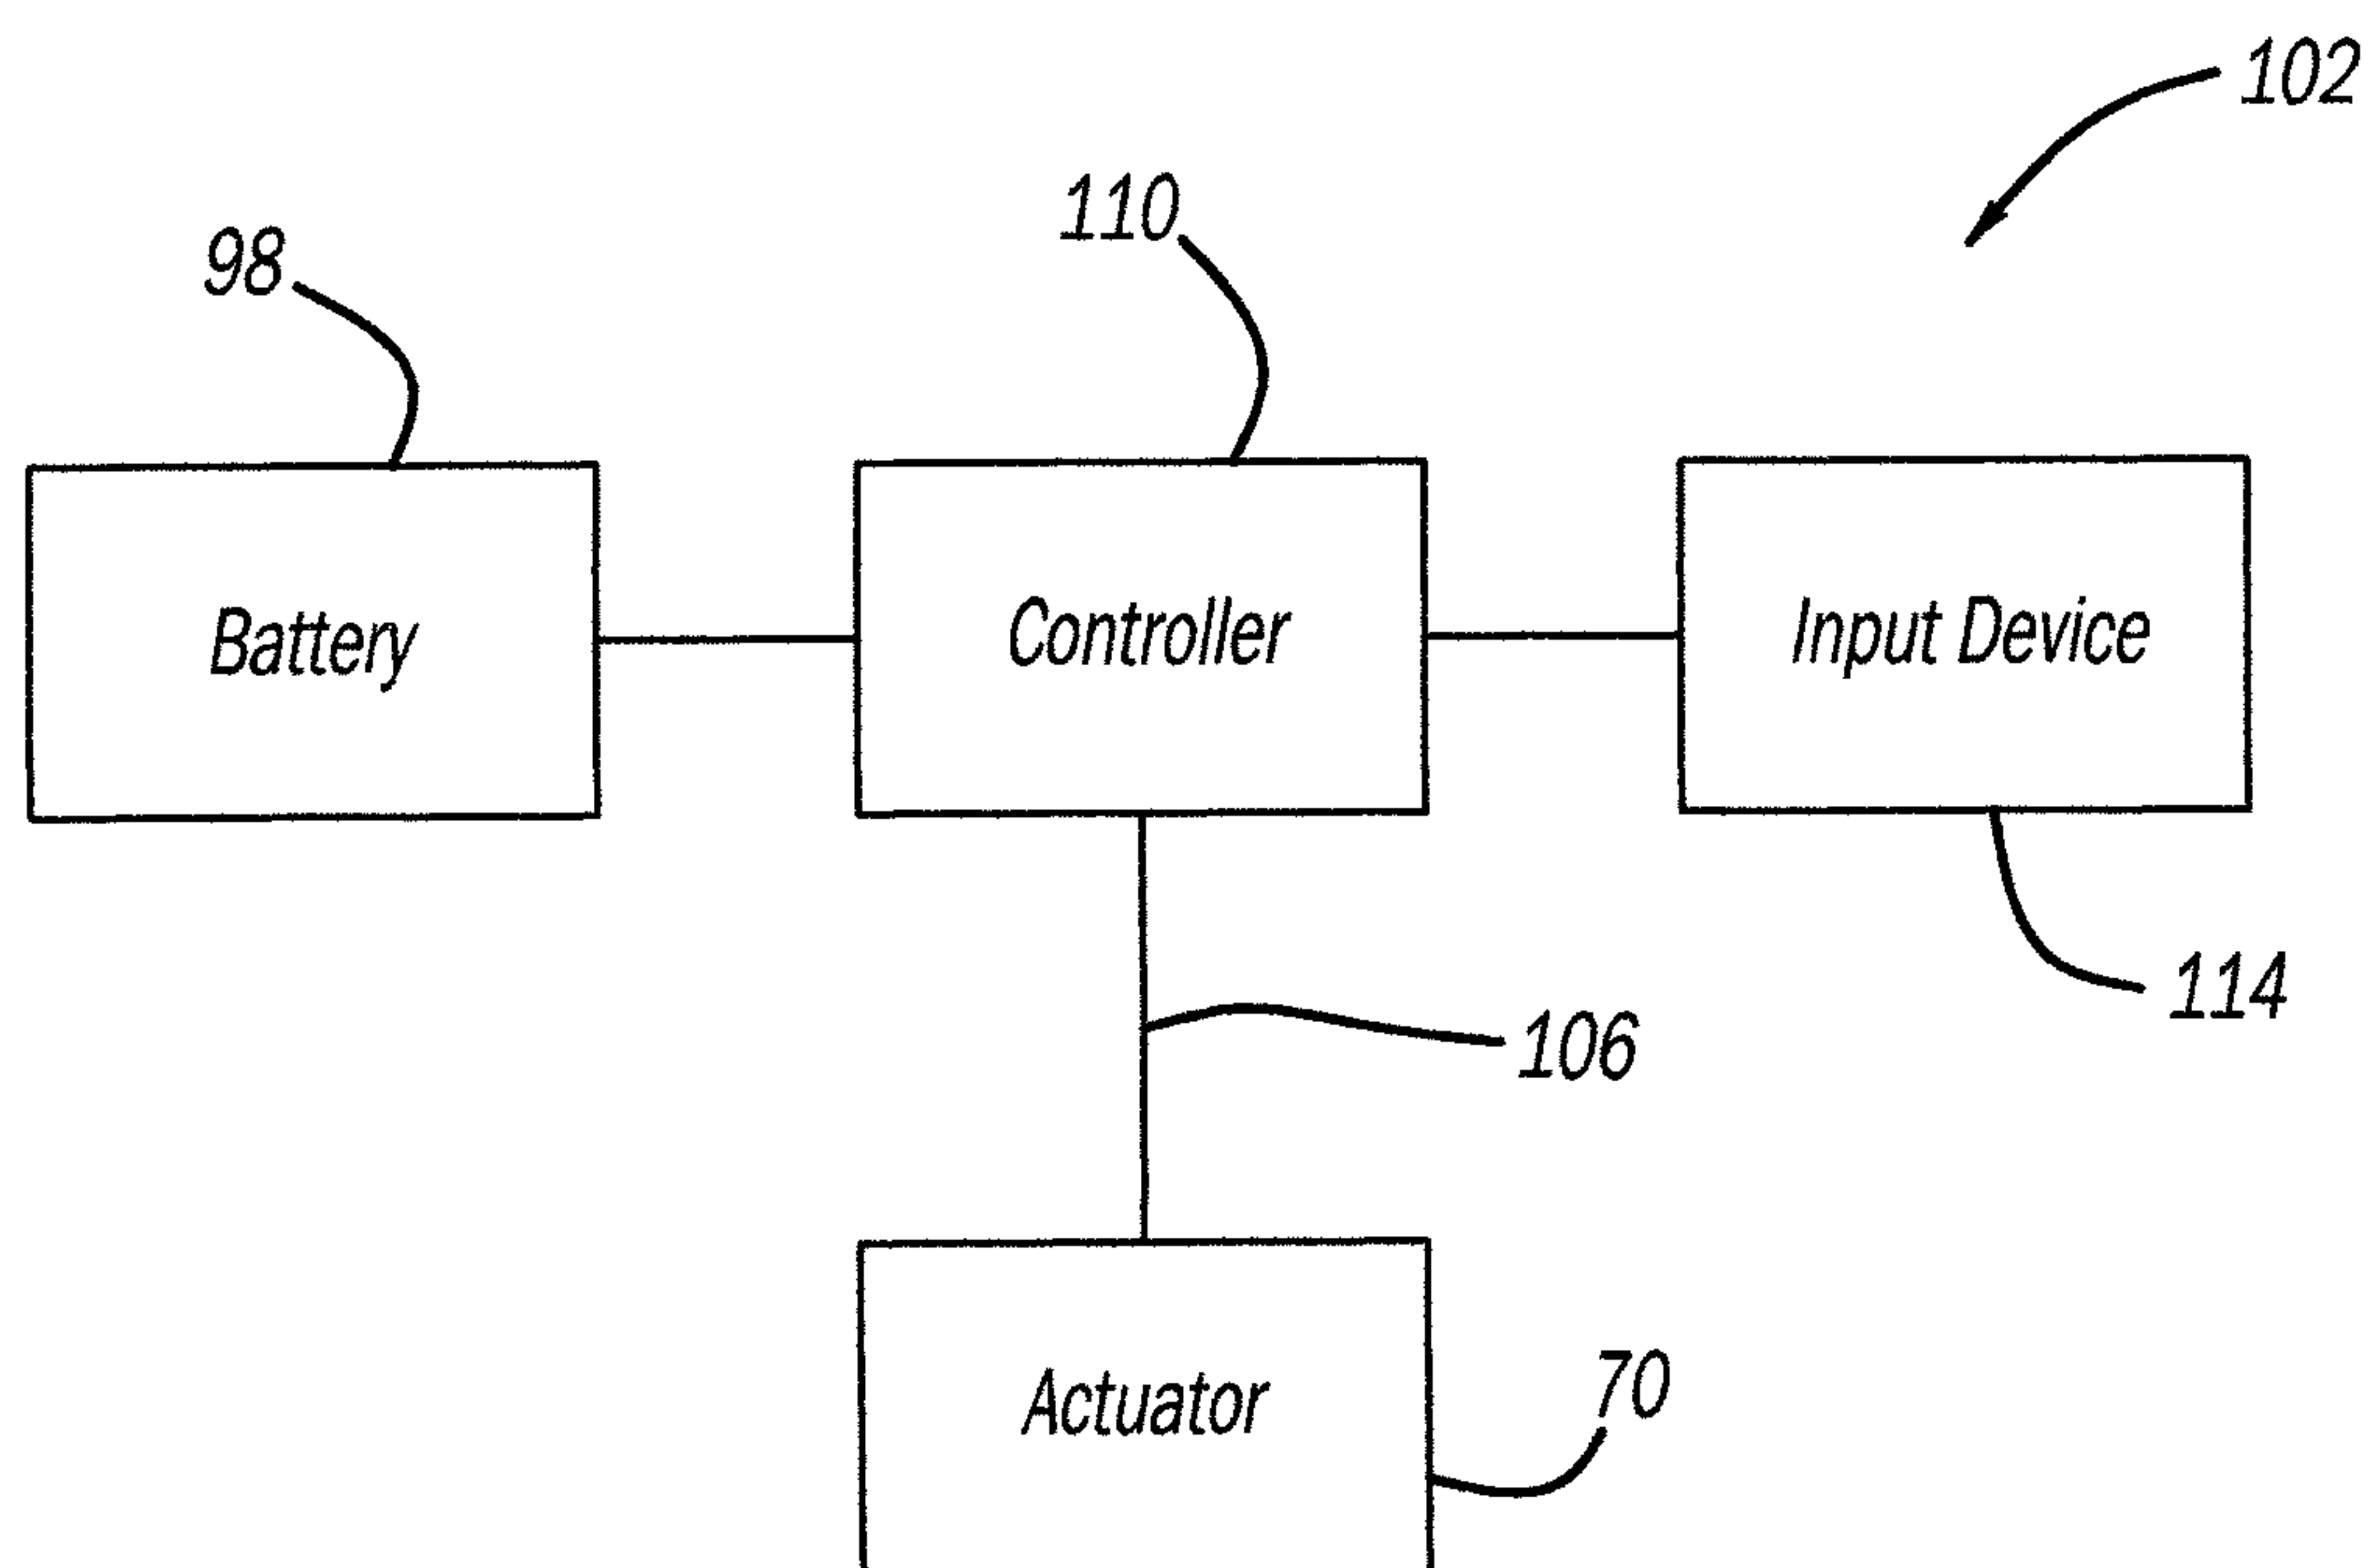 102
110
98
Battery
Controller
Input Device
114
106
Actuator
70